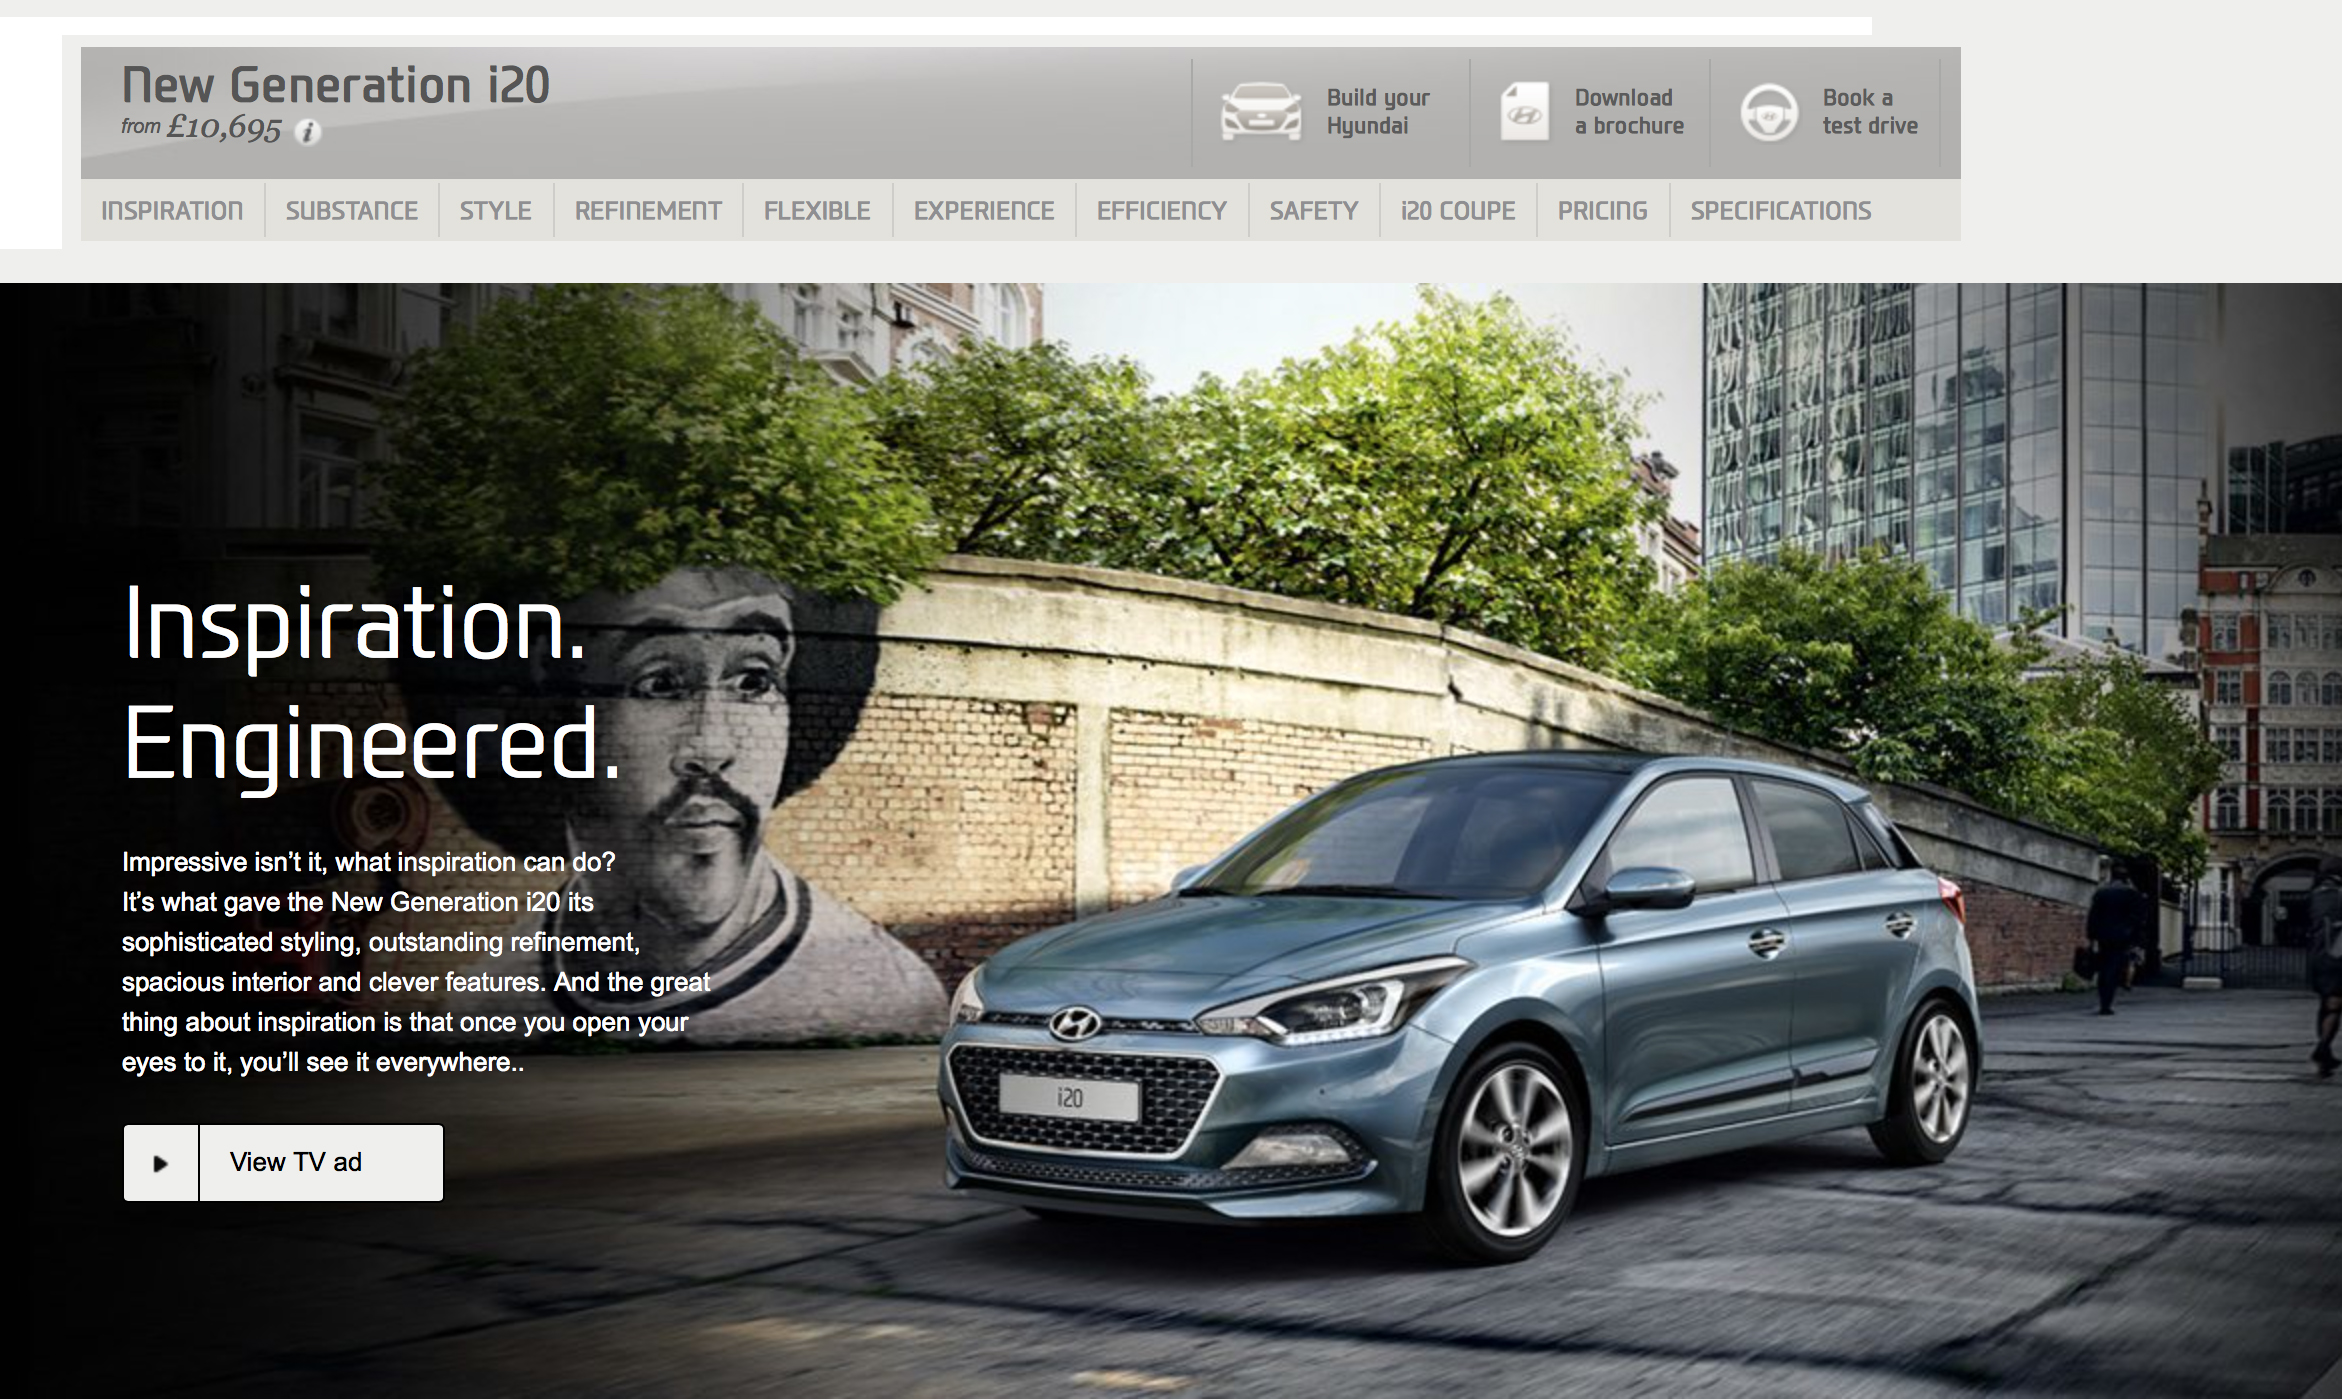 New Generation i20
from £10,695 i
Build your
Hyundai
Download
a brochure
Book a
test drive
INSPIRATION
SUBSTANCE
STYLE
REFINEMENT
FLEXIBLE
EXPERIENCE
EFFICIENCY
SAFETY
i20 COUPE
PRICING
SPECIFICATIONS
Inspiration.
Engineered.
Impressive isn’t it, what inspiration can do?
It’s what gave the New Generation i20 its
sophisticated styling, outstanding refinement,
spacious interior and clever features. And the great
thing about inspiration is that once you open your
eyes to it, you’ll see it everywhere..
View TV ad
i20